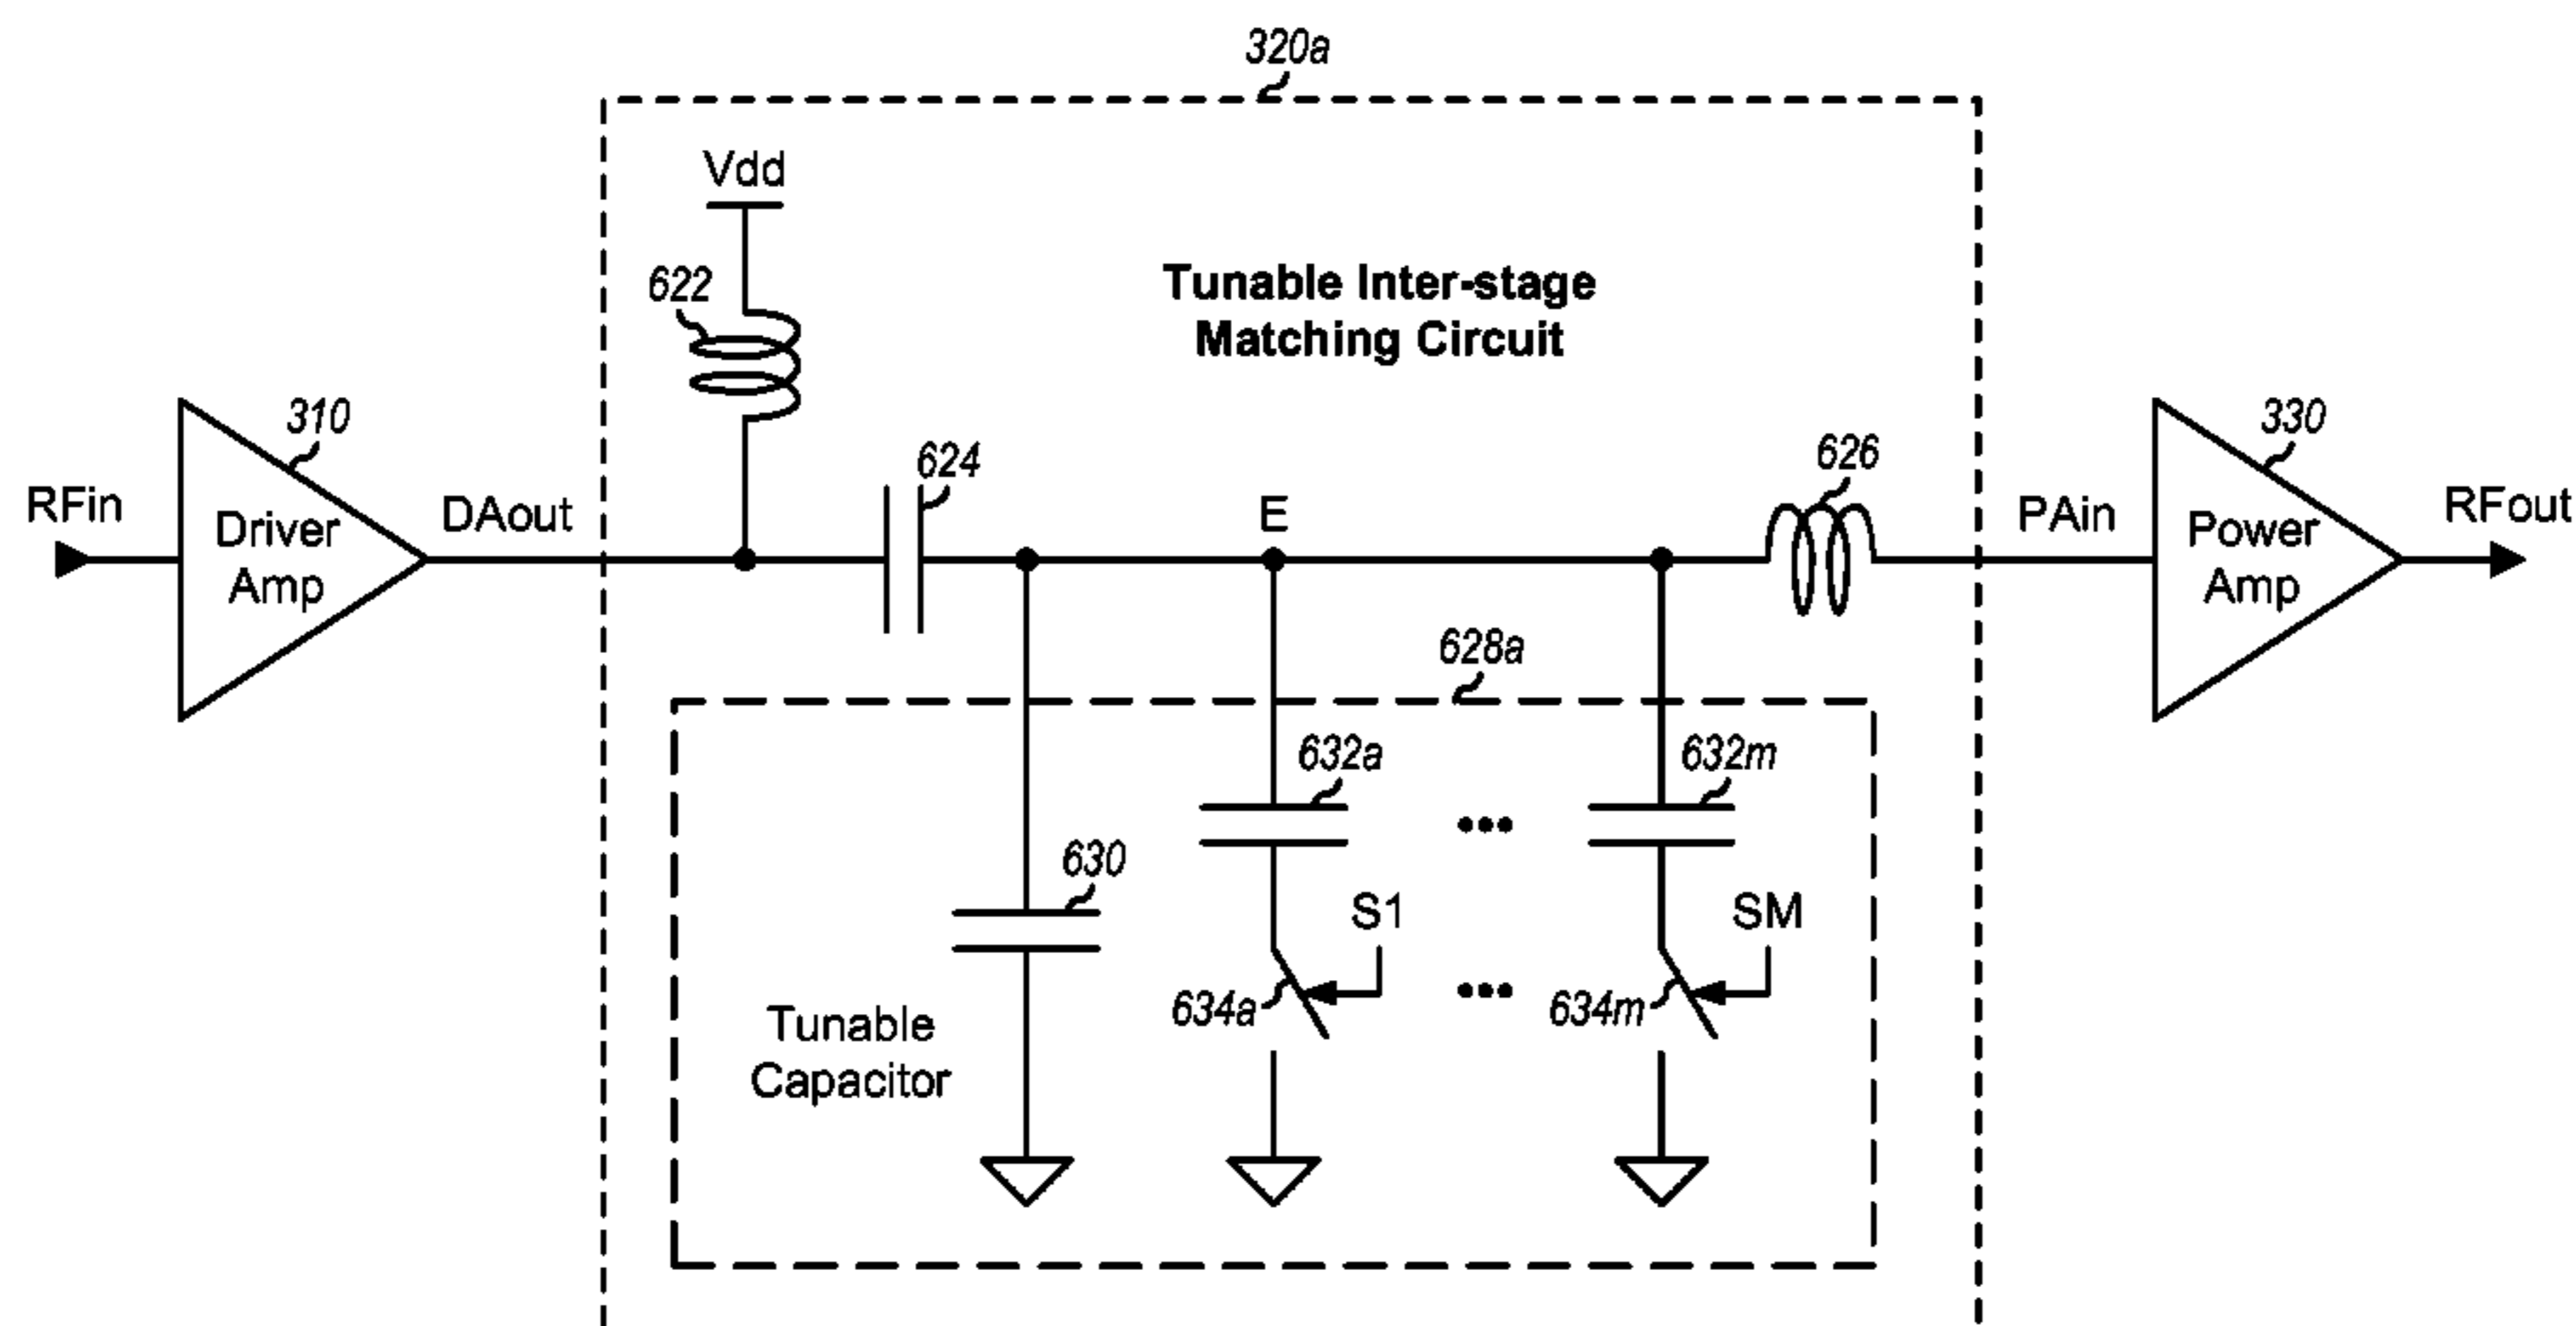 320a
Vdd
622
Tunable Inter-stage
Matching Circuit
310
624
626
330
RFin
Driver
Amp
DAout
E
PAin
Power
Amp
RFout
628a
632a
632m
•••
630
S1
SM
634a
•••
634m
Tunable
Capacitor